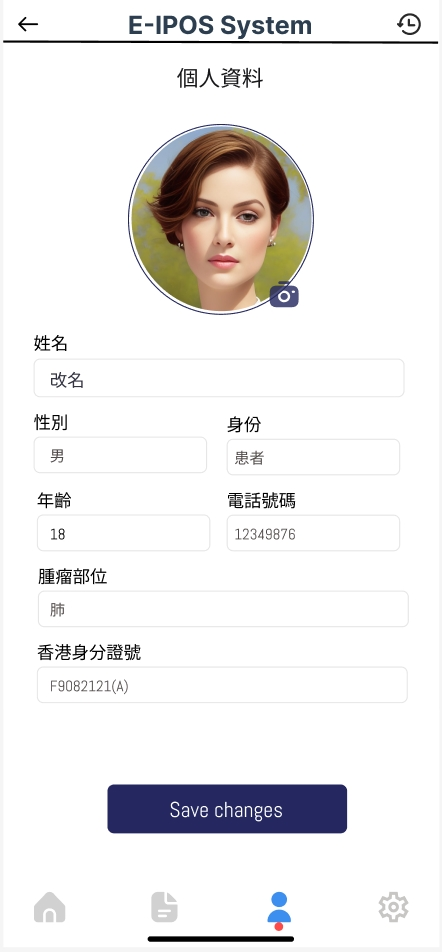 E-IPOS System
個人資料
姓名
改名
性別
身份
男
患者
年齡
電話號碼
18
12349876
腫瘤部位
肺
香港身分證號
F9082121(A)
Save changes